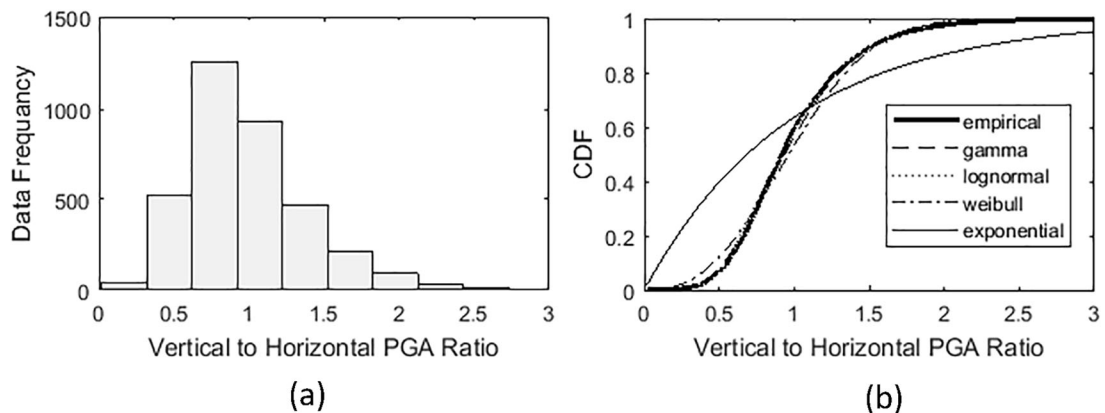 1500
1000
500
0
Data Frequancy
0 0.5 1 1.5 2 2.5 3
Vertical to Horizontal PGA Ratio
(a)
1
0.8
0.6
0.4
0.2
0
CDF
empirical
gamma
lognormal
weibull
exponential
0 0.5 1 1.5 2 2.5 3
Vertical to Horizontal PGA Ratio
(b)